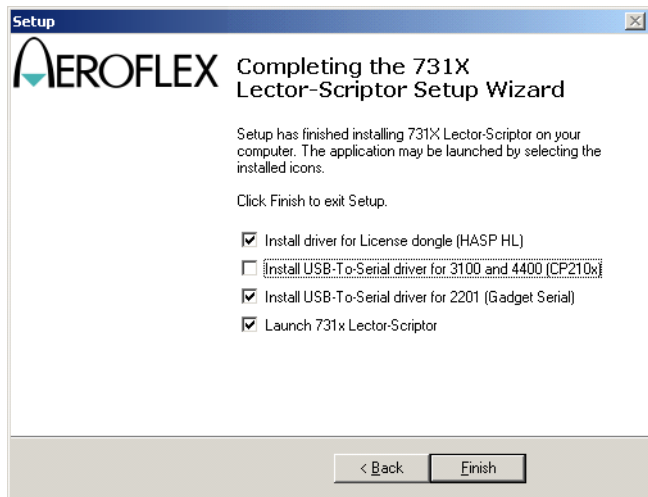 Setup
AEROFLEX
Completing the 731X
Lector-Scriptor Setup Wizard
Setup has finished installing 731X Lector-Scriptor on your
computer. The application may be launched by selecting the
installed icons.
Click Finish to exit Setup.
Install driver for License dongle (HASP HL)
Install USB-To-Serial driver for 3100 and 4400 (CP210x)
Install USB-To-Serial driver for 2201 (Gadget Serial)
Launch 731x Lector-Scriptor
< Back
Finish